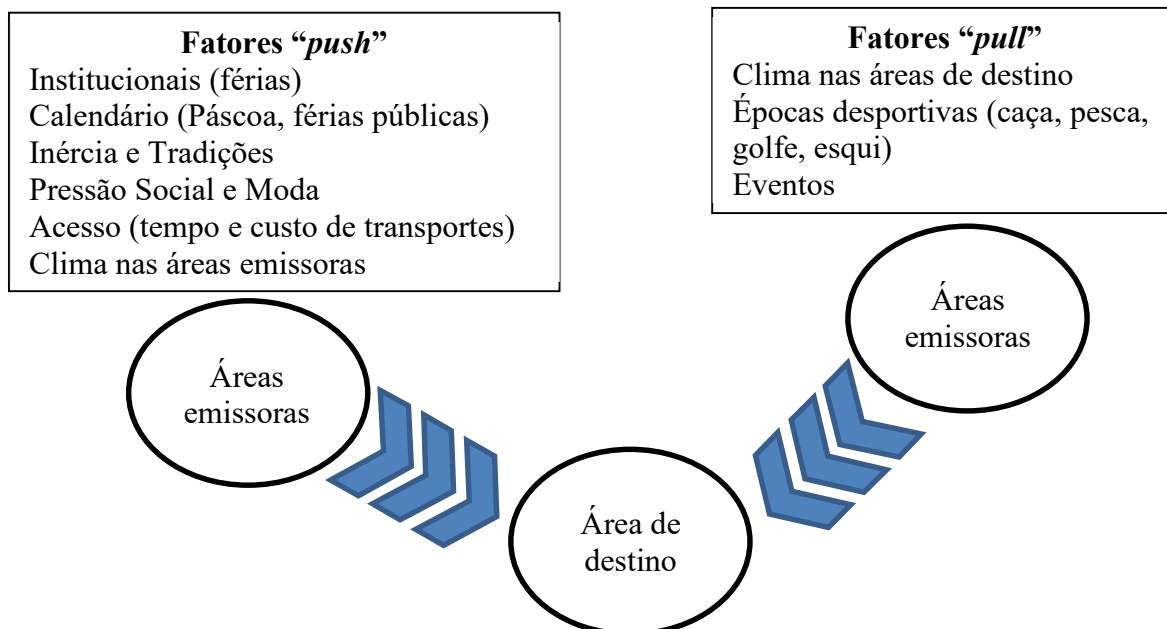 Fatores “push”
Institucionais (férias)
Calendário (Páscoa, férias públicas)
Inércia e Tradições
Pressão Social e Moda
Acesso (tempo e custo de transportes)
Clima nas áreas emissoras
Fatores “pull”
Clima nas áreas de destino
Épocas desportivas (caça, pesca,
golfe, esqui)
Eventos
Áreas
emissoras
Áreas
emissoras
Área de
destino